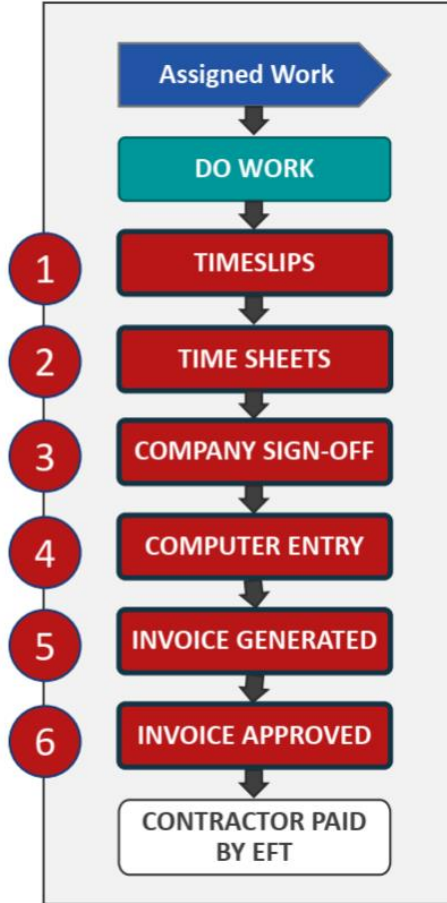 Assigned Work
DO WORK
1
TIMESLIPS
2
TIME SHEETS
3
COMPANY SIGN-OFF
4
COMPUTER ENTRY
5
INVOICE GENERATED
6
INVOICE APPROVED
CONTRACTOR PAID
BY EFT